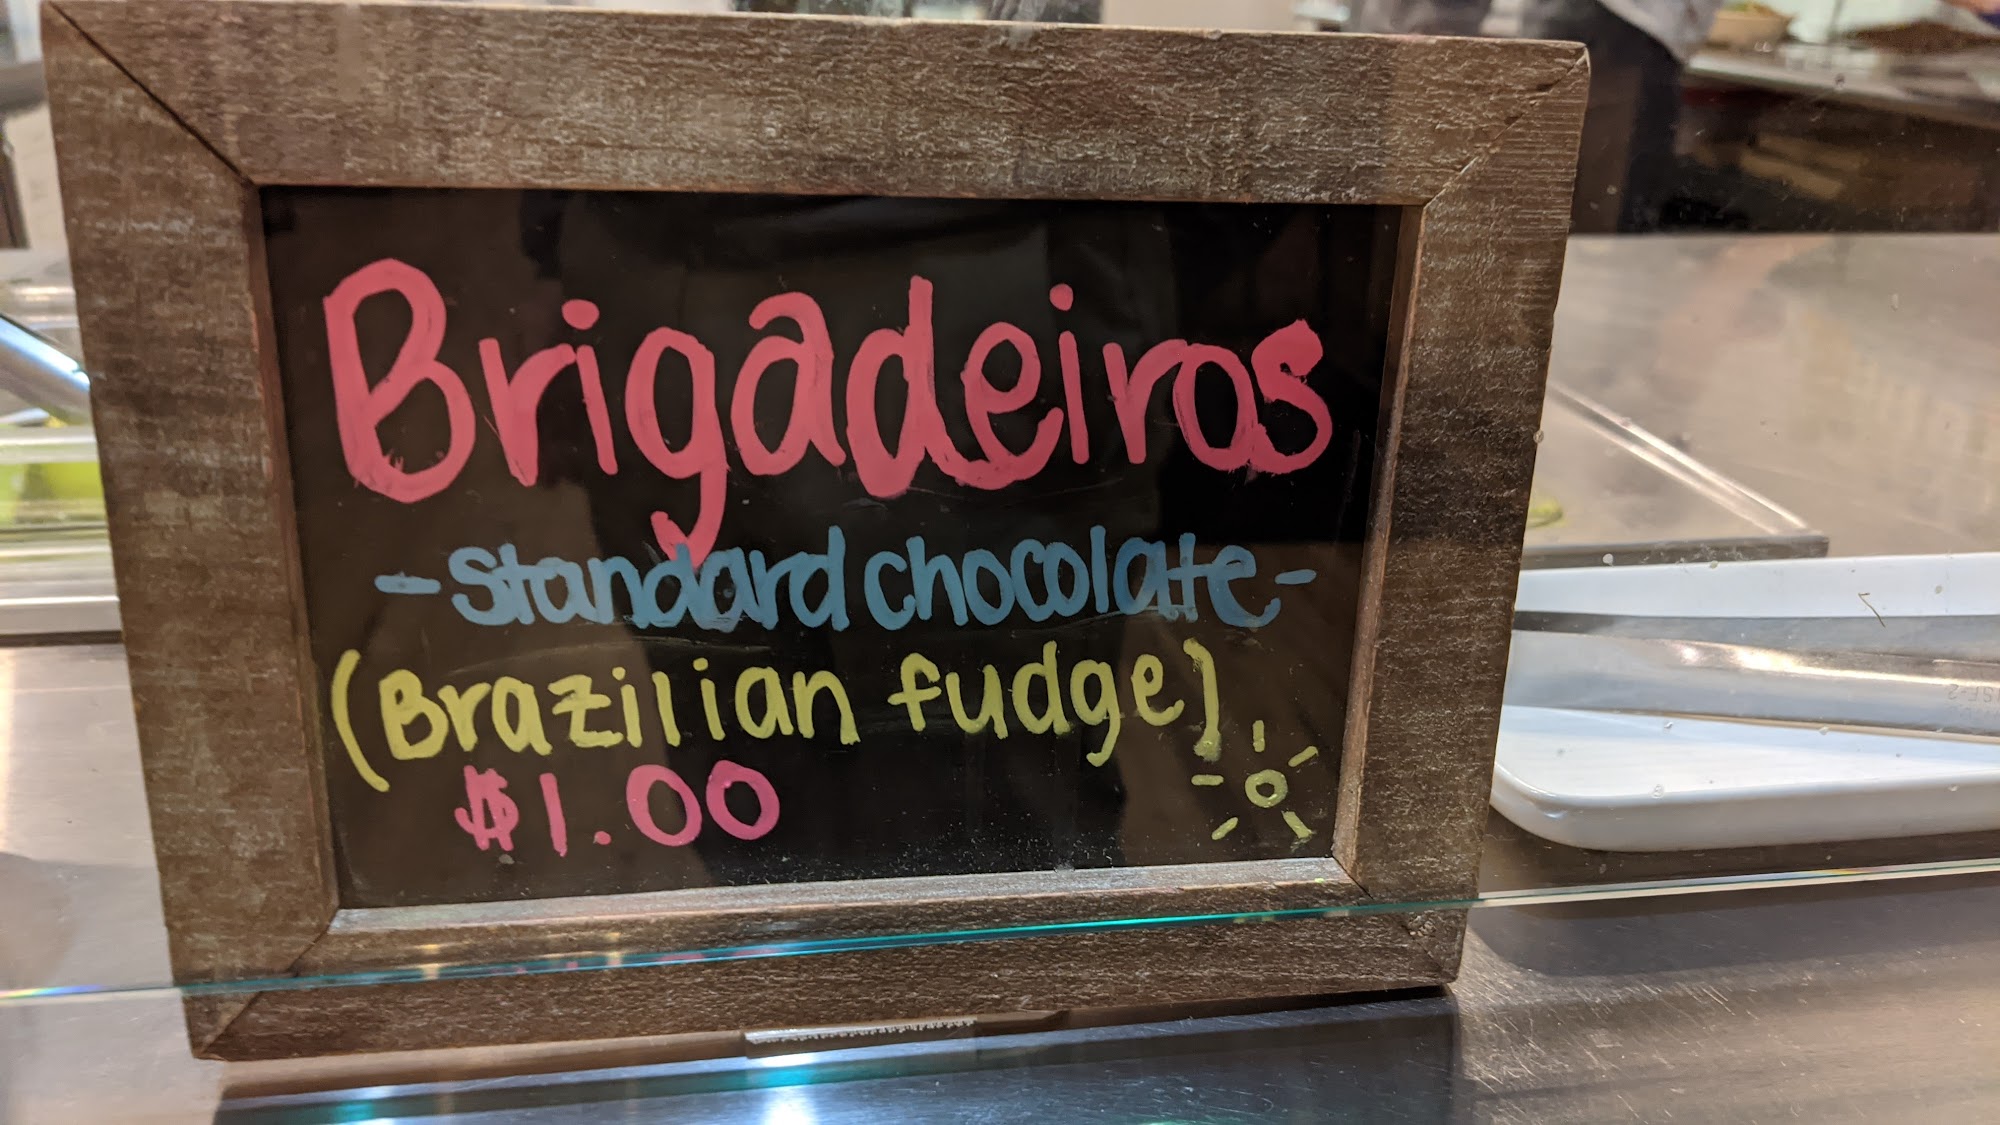 Brigadeiros
-Standard chocolate-
(Brazilian fudge)
$1.00